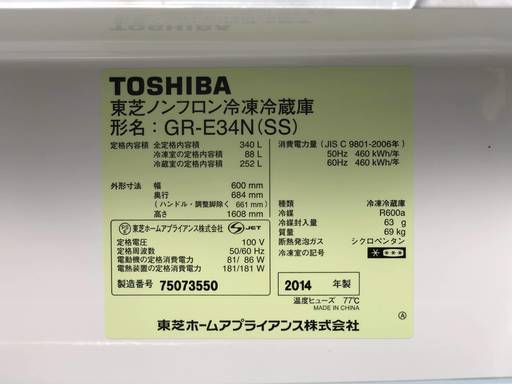 TOSHIBA
東芝ノンフロン冷凍冷蔵庫
形名:GR-E34N(SS)
定格内容積 全定格内容積 340 L
冷凍室の定格内容積 88 L
冷蔵室の定格内容積 252 L
外形寸法 幅 600 mm
奥行 684 mm
(ハンドル・調整脚除く 661 mm)
高さ 1608 mm
東芝ホームアプライアンス株式会社 S JET
定格電圧 100 V
定格周波数 50/60 Hz
電動機の定格消費電力 81/ 86 W
電熱装置の定格消費電力 181/181 W
製造番号 75073550
消費電力量 (JIS C 9801-2006年)
50Hz 460 kWh/年
60Hz 460 kWh/年
種類 冷凍冷蔵庫
冷媒 R600a
冷媒封入量 63 g
質量 69 kg
断熱発泡ガス シクロペンタン
冷凍室の記号
2014 年製
温度ヒューズ 77℃
MADE IN CHINA
東芝ホームアプライアンス株式会社
Ⓐ